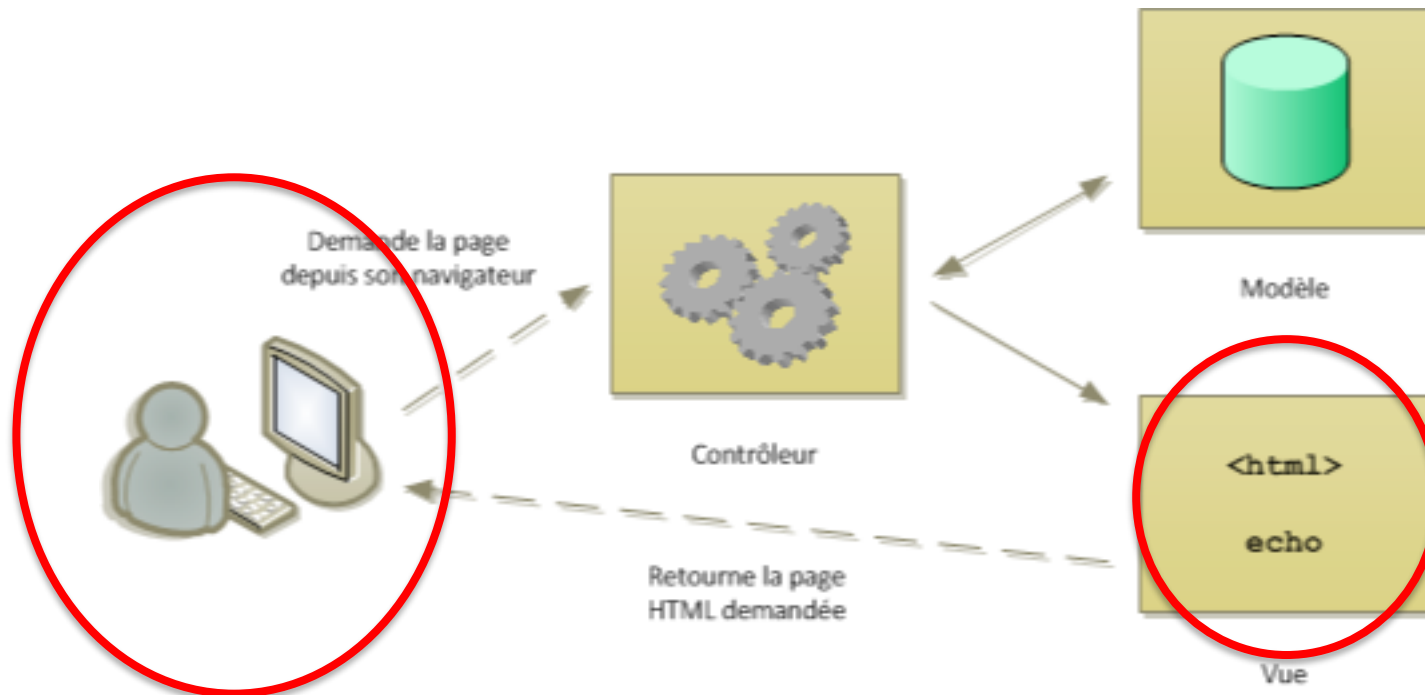 Demande la page
depuis son navigateur
Modèle
Contrôleur
<html>
echo
Retourne la page
HTML demandée
Vue